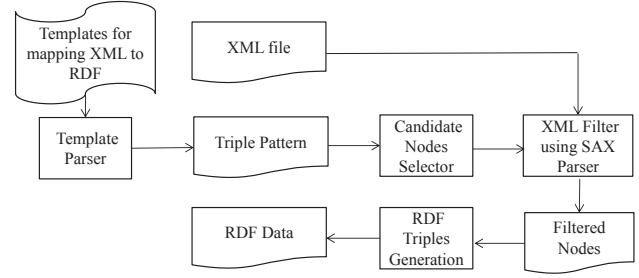 Templates for
mapping XML to
RDF
XML file
Template
Parser
Triple Pattern
Candidate
Nodes
Selector
XML Filter
using SAX
Parser
RDF Data
RDF
Triples
Generation
Filtered
Nodes